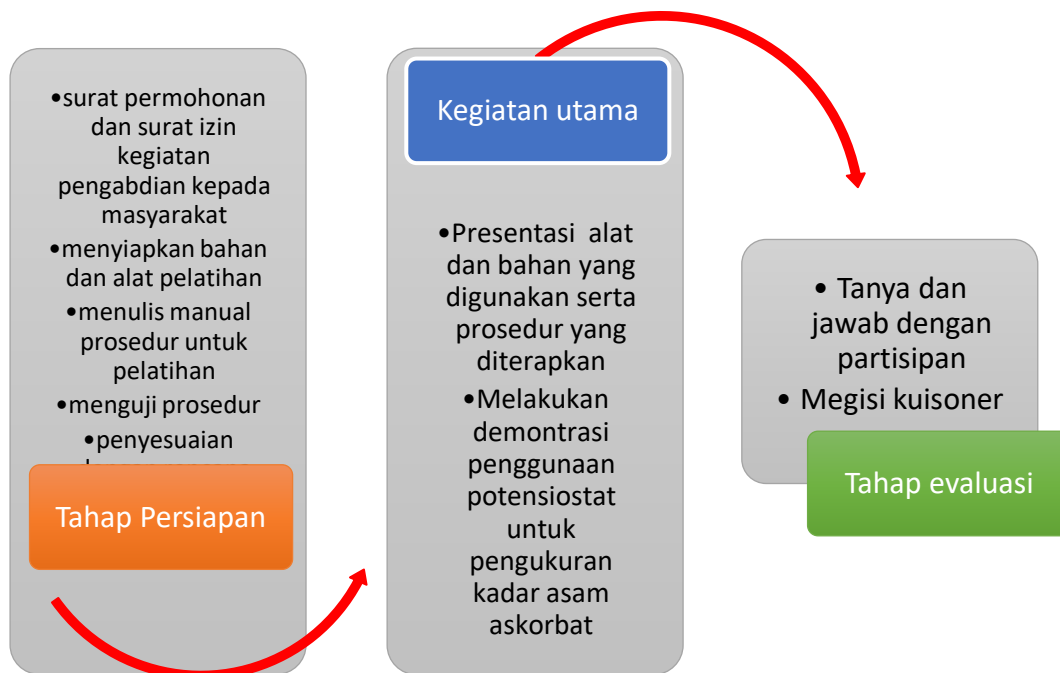 •surat permohonan
dan surat izin
kegiatan
pengabdian kepada
masyarakat
•menyiapkan bahan
dan alat pelatihan
•menulis manual
prosedur untuk
pelatihan
•menguji prosedur
•penyesuaian
Tahap Persiapan
Kegiatan utama
•Presentasi alat
dan bahan yang
digunakan serta
prosedur yang
diterapkan
•Melakukan
demontrasi
penggunaan
potensiostat
untuk
pengukuran
kadar asam
askorbat
• Tanya dan
jawab dengan
partisipan
• Megisi kuisoner
Tahap evaluasi